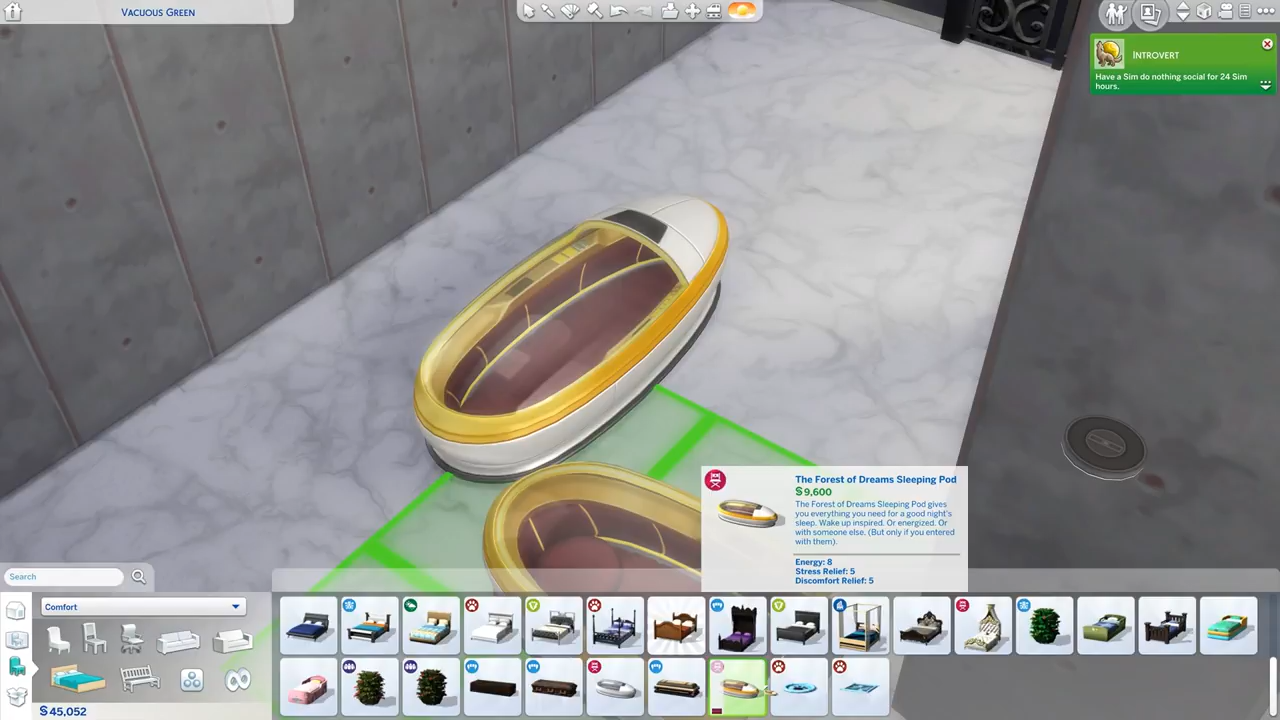 Vacuous Green
Introvert
Have a Sim do nothing social for 24 Sim
hours.
The Forest of Dreams Sleeping Pod
§9,600
The Forest of Dreams Sleeping Pod gives
you everything you need for a good night's
sleep. Wake up inspired. Or energized. Or
with someone else. (But only if you entered
with them).
Energy: 8
Stress Relief: 5
Discomfort Relief: 5
Search
Comfort
§45,052